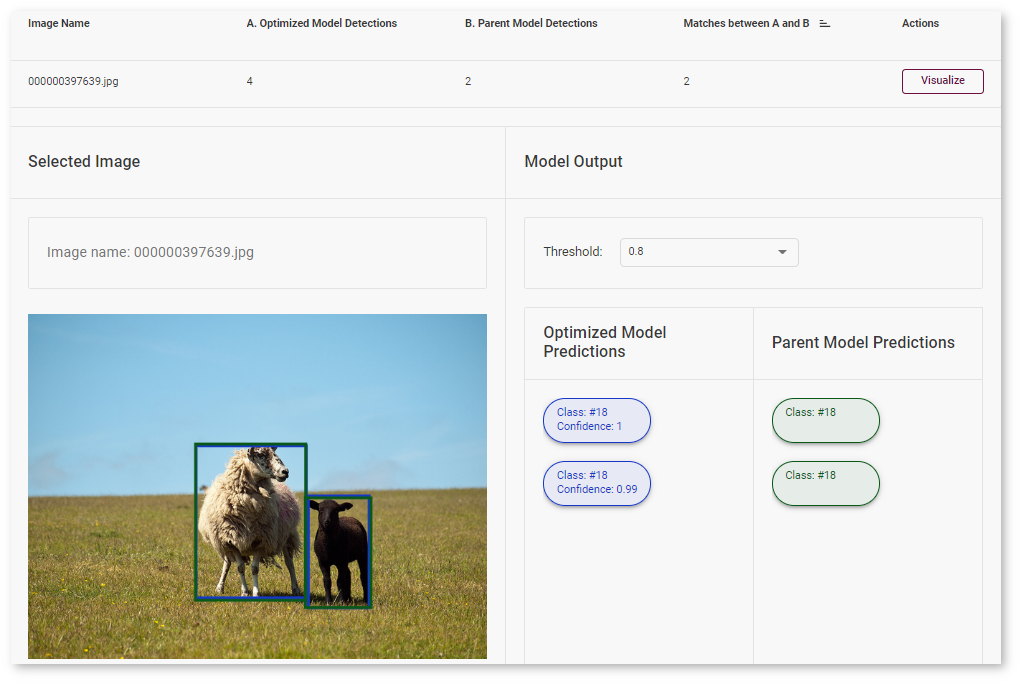 Image Name
A. Optimized Model Detections
B. Parent Model Detections
Matches between A and B
Actions
000000397639.jpg
4
2
2
Visualize
Selected Image
Model Output
Image name: 000000397639.jpg
Threshold:
0.8
Optimized Model
Predictions
Parent Model Predictions
Class: #18
Confidence: 1
Class: #18
Class: #18
Confidence: 0.99
Class: #18